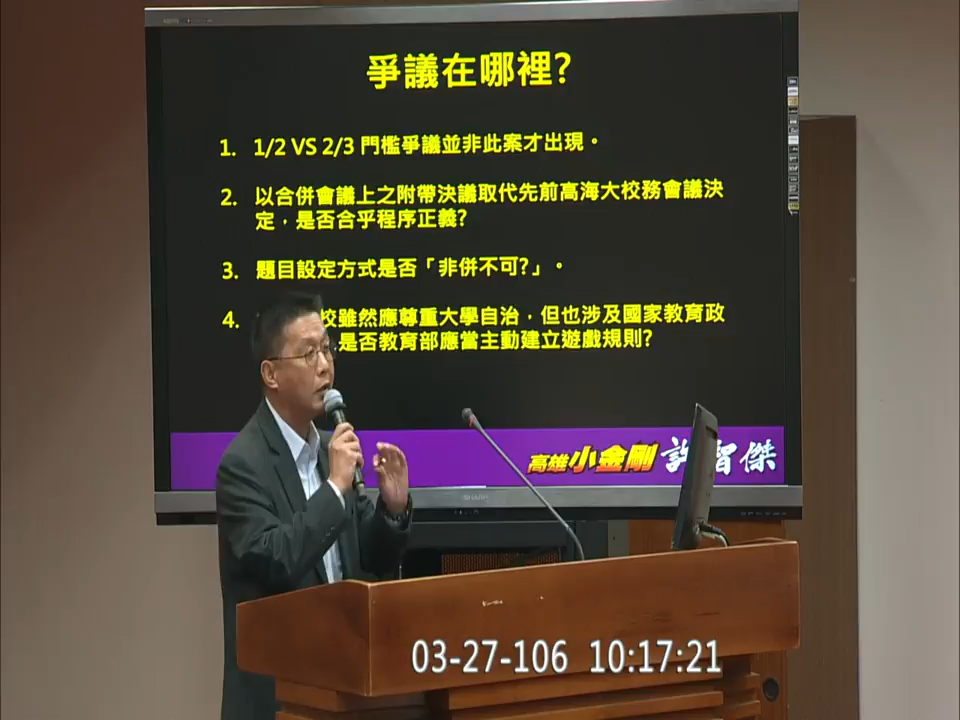 爭議在哪裡?
1. 1/2 VS 2/3 門檻爭議並非此案才出現。
2. 以合併會議上之附帶決議取代先前高海大校務會議決
定，是否合乎程序正義?
3. 題目設定方式是否「非併不可?」。
4. 校雖然應尊重大學自治，但也涉及國家教育政
是否教育部應當主動建立遊戲規則?
高雄小金剛 許智傑
SHARP
03-27-106 10:17:21